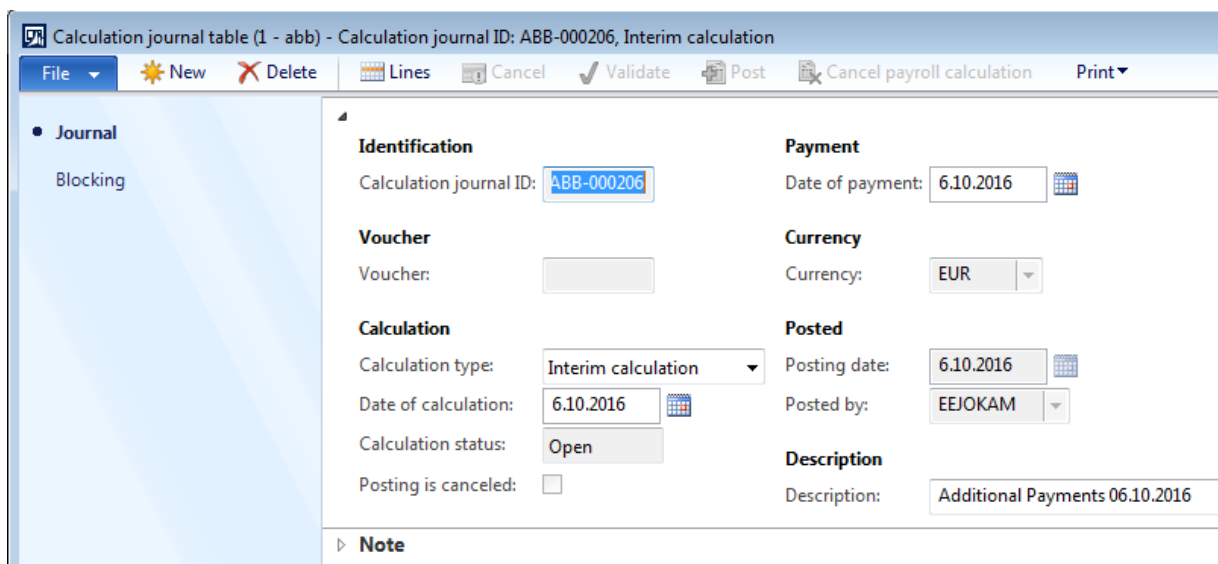 Calculation journal table (1 - abb) - Calculation journal ID: ABB-000206, Interim calculation
File New Delete Lines Cancel Validate Post Cancel payroll calculation Print
Journal
Blocking
Identification
Calculation journal ID: ABB-000206
Voucher
Voucher:
Calculation
Calculation type: Interim calculation
Date of calculation: 6.10.2016
Calculation status: Open
Posting is canceled:
Payment
Date of payment: 6.10.2016
Currency
Currency: EUR
Posted
Posting date: 6.10.2016
Posted by: EEJOKAM
Description
Description: Additional Payments 06.10.2016
Note